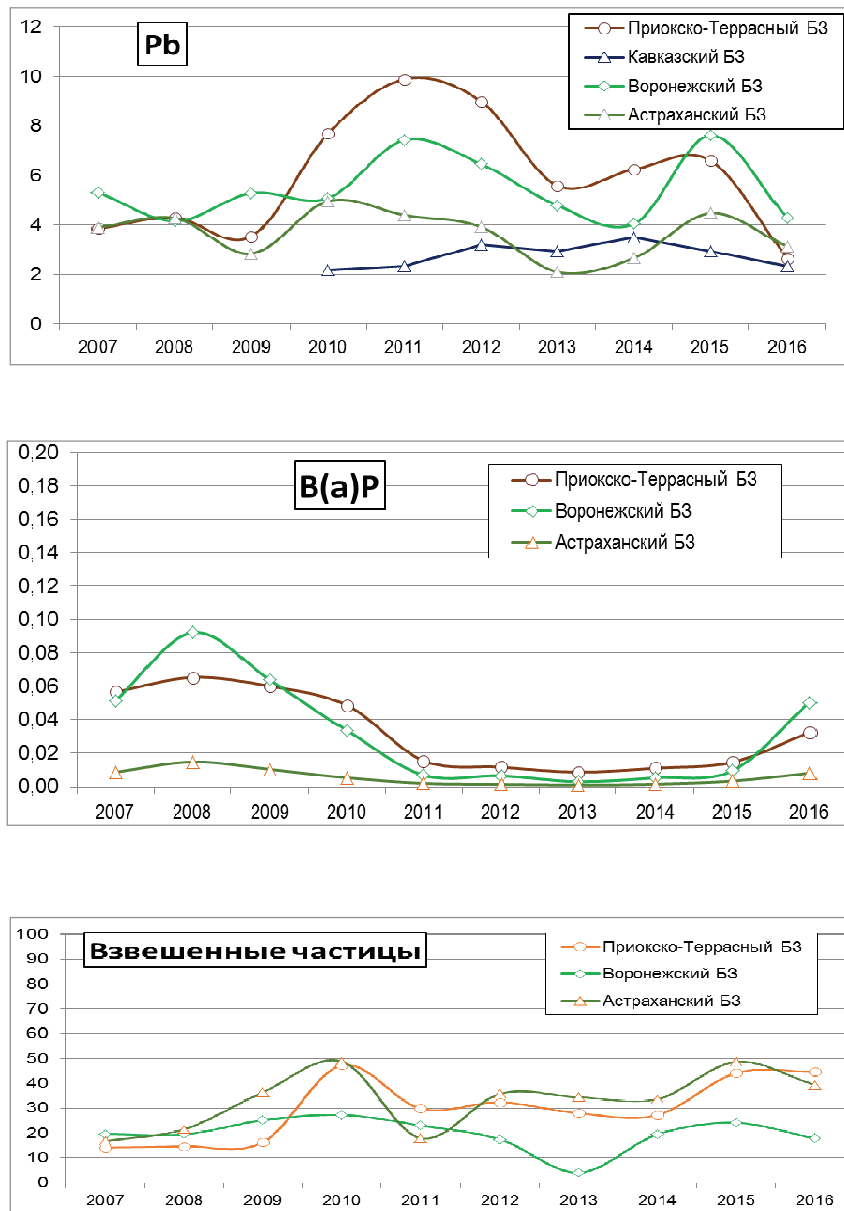 Pb
Приокско-Террасный БЗ
Кавказский БЗ
Воронежский БЗ
Астраханский БЗ
12
10
8
6
4
2
0
2007 2008 2009 2010 2011 2012 2013 2014 2015 2016
B(a)P
Приокско-Террасный БЗ
Воронежский БЗ
Астраханский БЗ
0,20
0,18
0,16
0,14
0,12
0,10
0,08
0,06
0,04
0,02
0,00
2007 2008 2009 2010 2011 2012 2013 2014 2015 2016
Взвешенные частицы
Приокско-Террасный БЗ
Воронежский БЗ
Астраханский БЗ
100
90
80
70
60
50
40
30
20
10
0
2007 2008 2009 2010 2011 2012 2013 2014 2015 2016